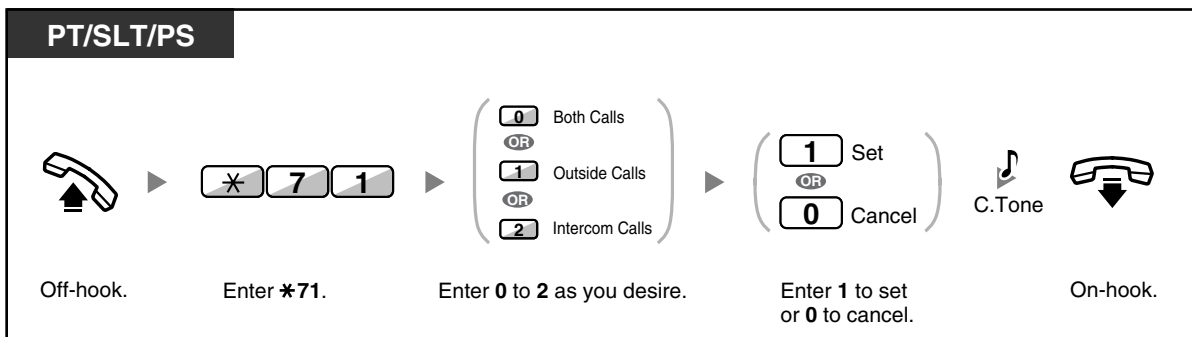 PT/SLT/PS
0 Both Calls
OR
1 Outside Calls
OR
2 Intercom Calls
✳ 7 1
1 Set
OR
0 Cancel
C.Tone
Off-hook.
Enter ✳71.
Enter 0 to 2 as you desire.
Enter 1 to set
or 0 to cancel.
On-hook.